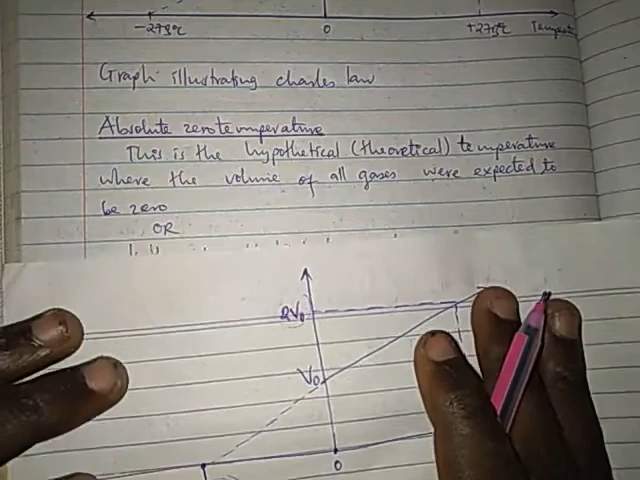 -273°C
0
+273°C Temperat
Graph illustrating charles law
Absolute zero temperature
This is the hypothetical (theoretical) temperature
where the volume of all gases were expected to
be zero
OR
2V₀
V₀
0